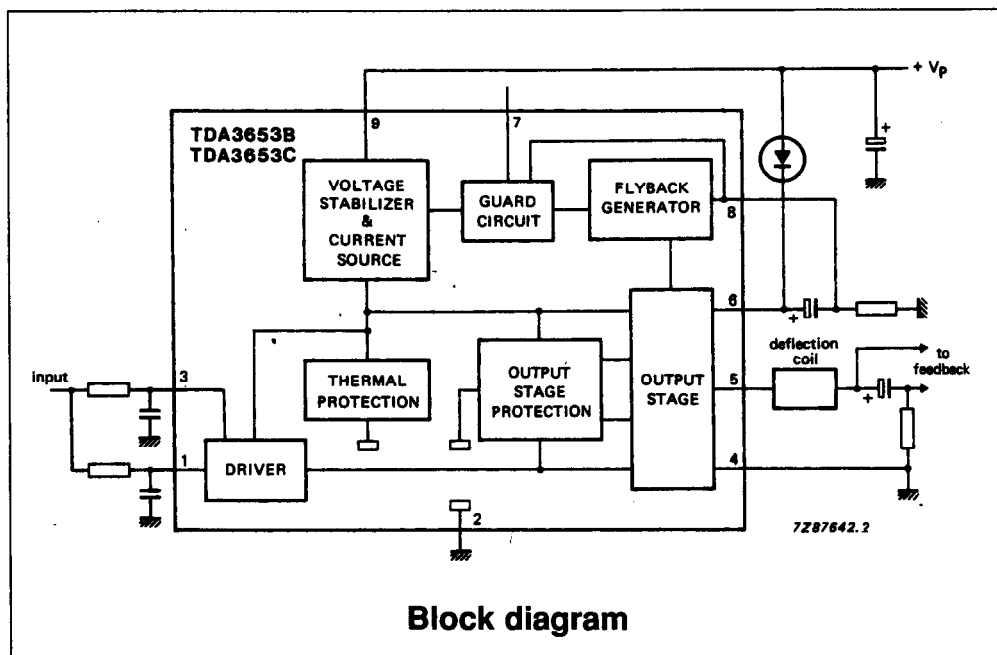 + Vp
9
7
TDA3653B
TDA3653C
VOLTAGE
STABILIZER
&
CURRENT
SOURCE
GUARD
CIRCUIT
FLYBACK
GENERATOR
8
6
+
+
deflection
coil
to
feedback
input
3
THERMAL
PROTECTION
OUTPUT
STAGE
PROTECTION
OUTPUT
STAGE
5
+
1
DRIVER
4
2
7Z87642.2
Block diagram